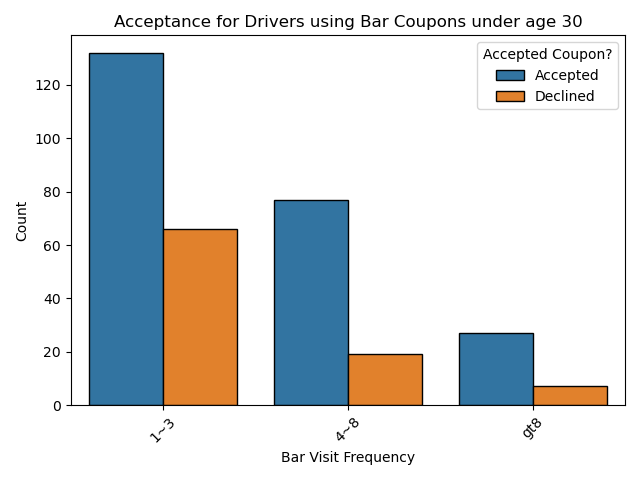 Acceptance for Drivers using Bar Coupons under age 30
Accepted Coupon?
Accepted
Declined
Count
120
100
80
60
40
20
0
1~3
4~8
gt8
Bar Visit Frequency